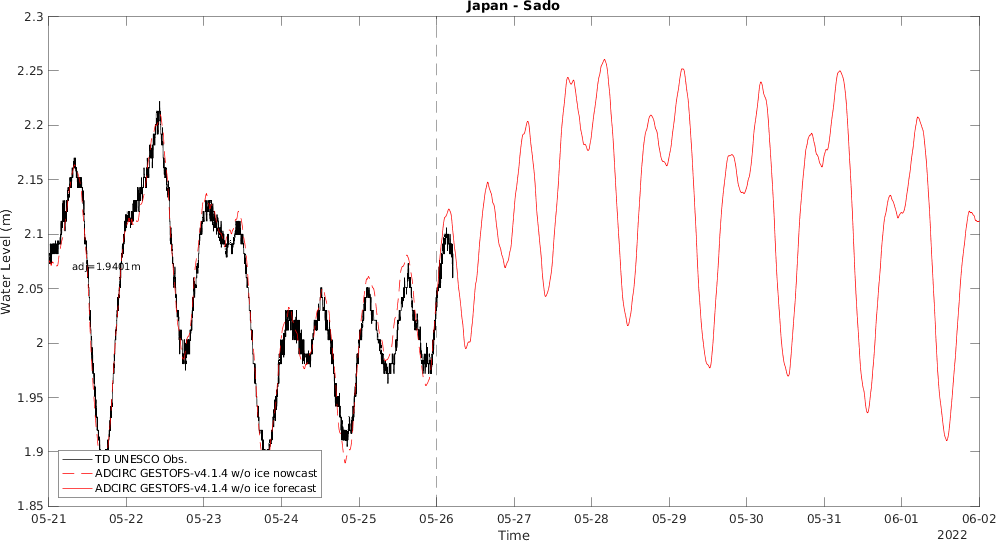 Japan - Sado
2.3
2.25
2.2
2.15
2.1
2.05
2
1.95
1.9
1.85
Water Level (m)
adj=1.9401m
TD UNESCO Obs.
ADCIRC GESTOFS-v4.1.4 w/o ice nowcast
ADCIRC GESTOFS-v4.1.4 w/o ice forecast
05-21 05-22 05-23 05-24 05-25 05-26 05-27 05-28 05-29 05-30 05-31 06-01 06-02
Time
2022